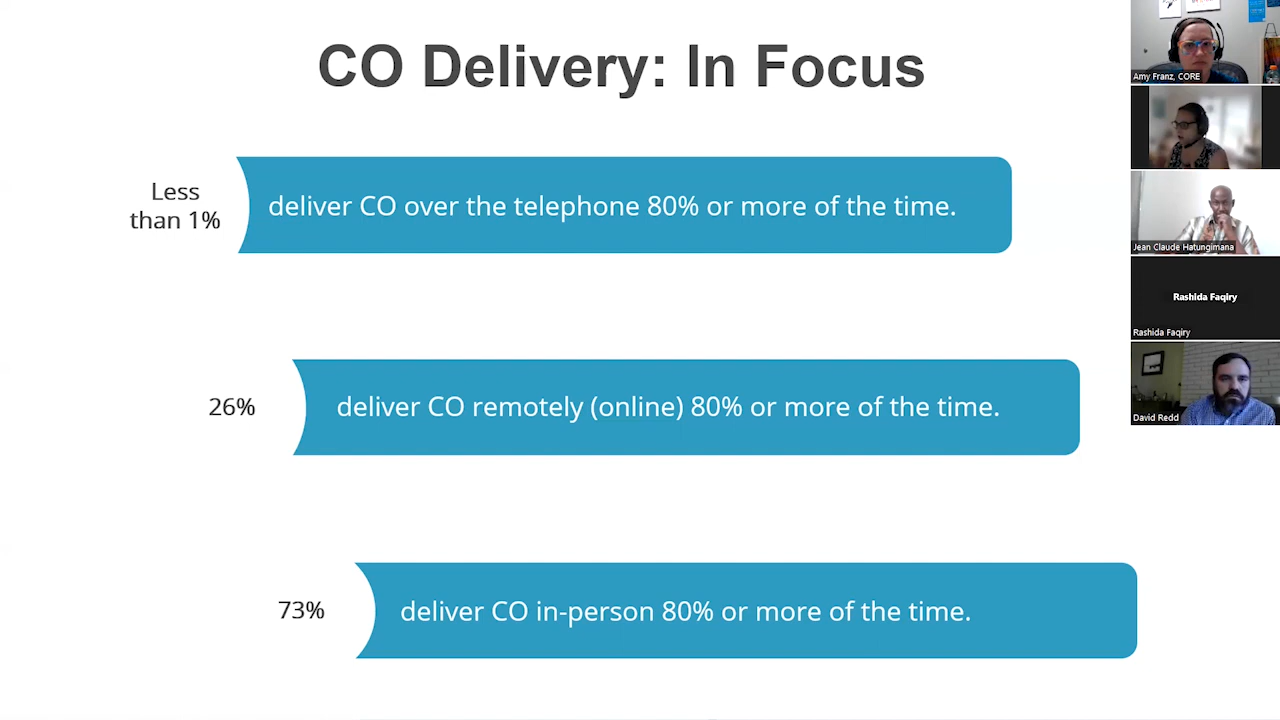 CO Delivery: In Focus
Less
than 1%
deliver CO over the telephone 80% or more of the time.
26%
deliver CO remotely (online) 80% or more of the time.
73%
deliver CO in-person 80% or more of the time.
Amy Franz, CORE
Jean Claude Hatungimana
Rashida Faqiry
Rashida Faqiry
David Redd